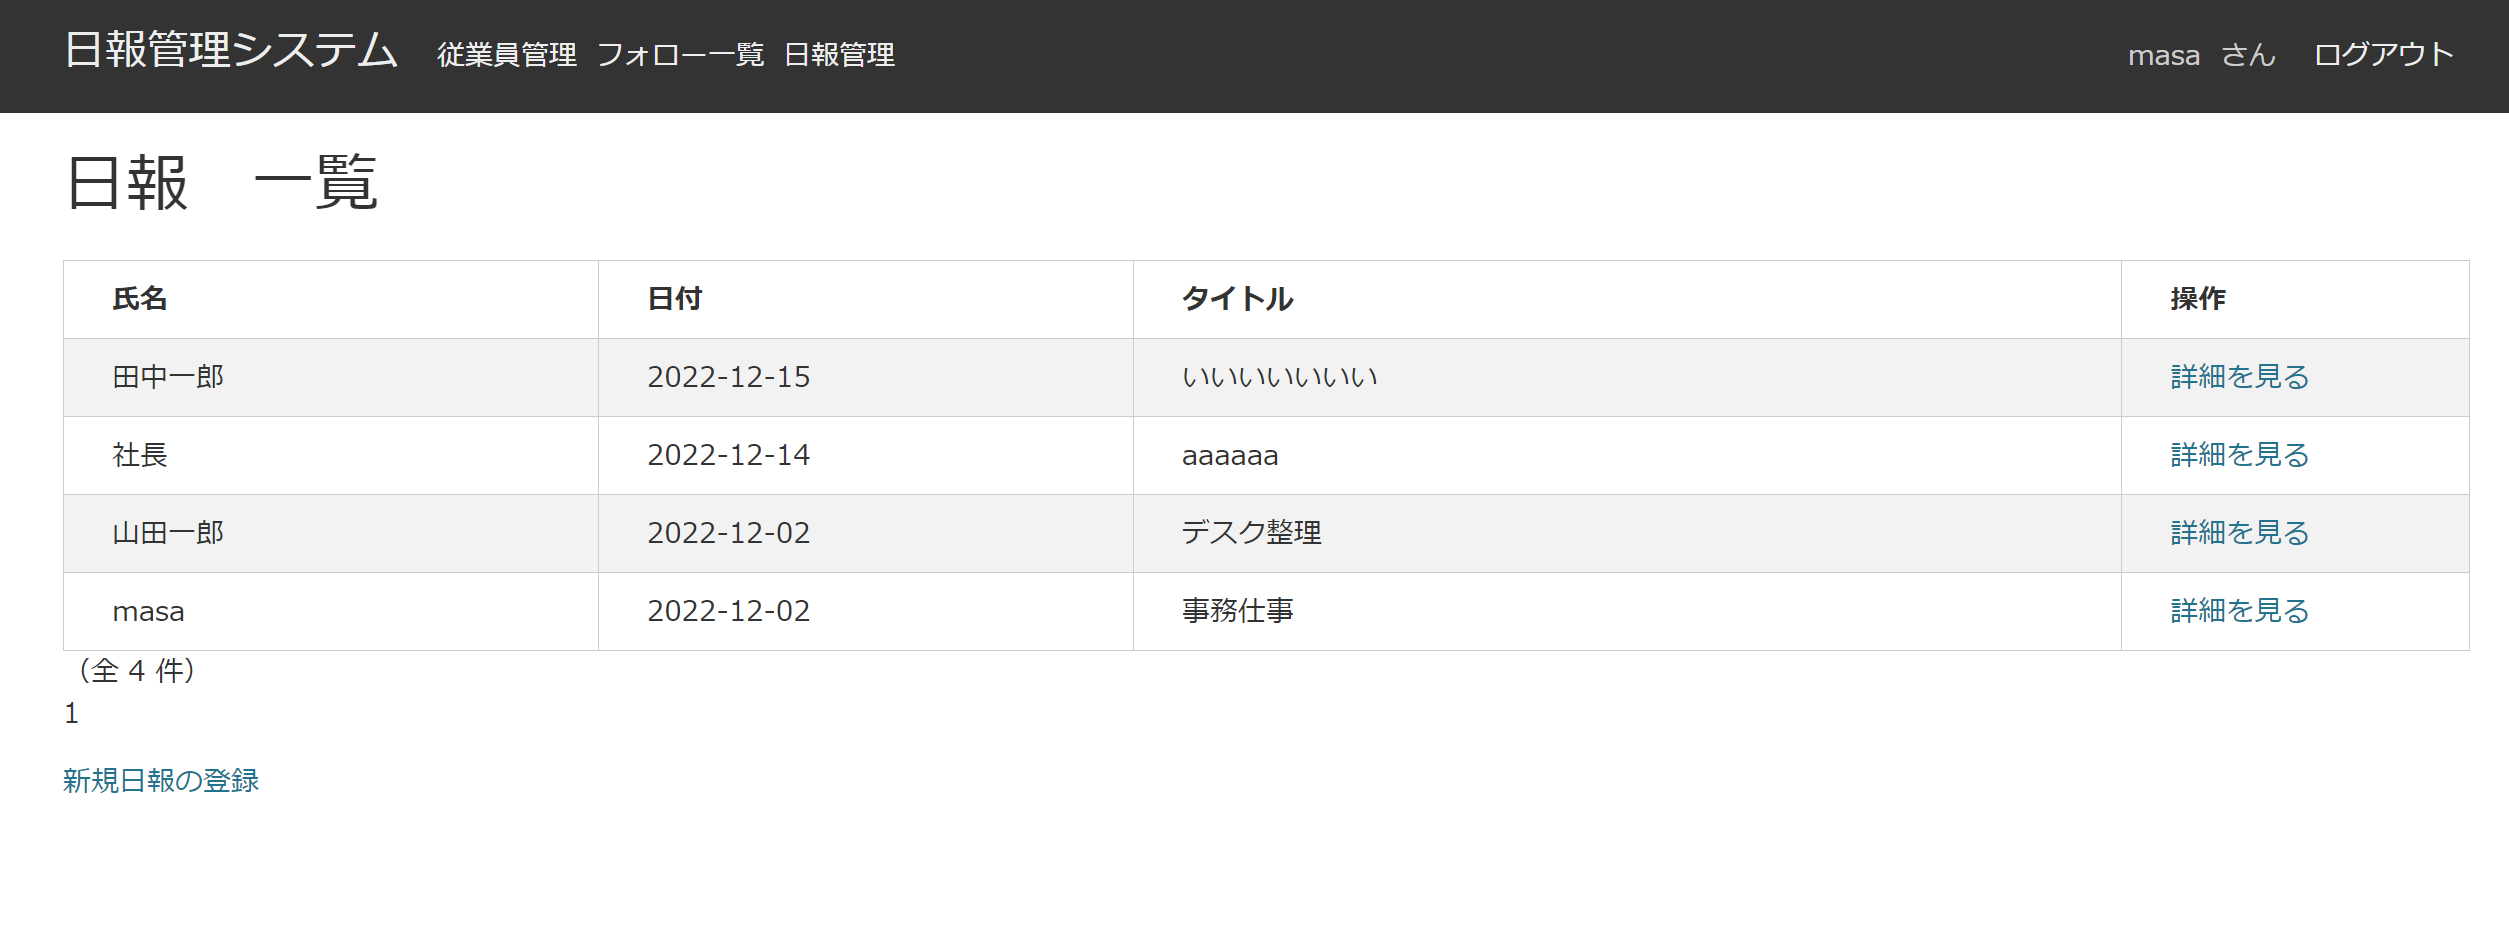 日報管理システム 従業員管理 フォロー一覧 日報管理 masa さん ログアウト
日報　一覧
氏名 日付 タイトル 操作
田中一郎 2022-12-15 いいいいいいい 詳細を見る
社長 2022-12-14 aaaaaa 詳細を見る
山田一郎 2022-12-02 デスク整理 詳細を見る
masa 2022-12-02 事務仕事 詳細を見る
（全 4 件）
1
新規日報の登録